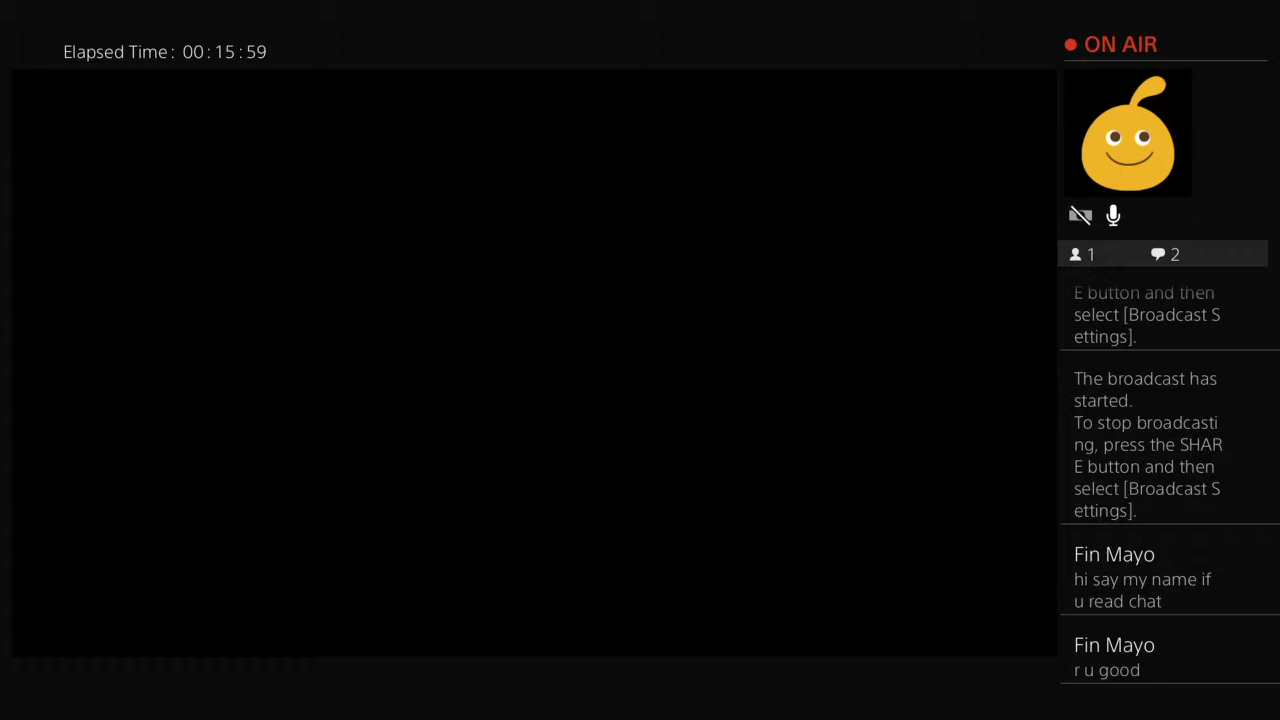 Elapsed Time: 00:15:59
ON AIR
1 2
E button and then
select [Broadcast S
ettings].
The broadcast has
started.
To stop broadcasti
ng, press the SHAR
E button and then
select [Broadcast S
ettings].
Fin Mayo
hi say my name if
u read chat
Fin Mayo
r u good